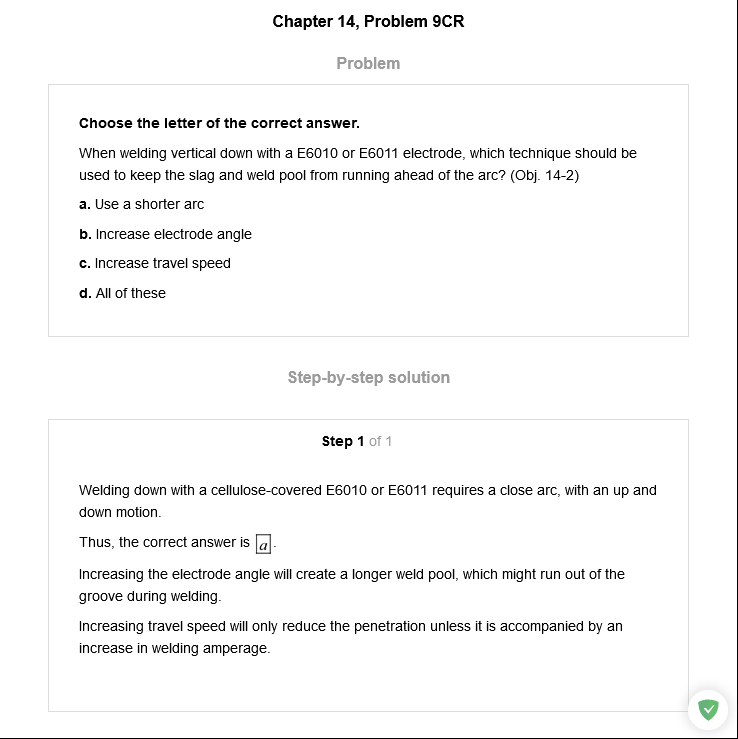 Chapter 14, Problem 9CR
Problem
Choose the letter of the correct answer.
When welding vertical down with a E6010 or E6011 electrode, which technique should be
used to keep the slag and weld pool from running ahead of the arc? (Obj. 14-2)
a. Use a shorter arc
b. Increase electrode angle
c. Increase travel speed
d. All of these
Step-by-step solution
Step 1 of 1
Welding down with a cellulose-covered E6010 or E6011 requires a close arc, with an up and
down motion.
Thus, the correct answer is a.
Increasing the electrode angle will create a longer weld pool, which might run out of the
groove during welding.
Increasing travel speed will only reduce the penetration unless it is accompanied by an
increase in welding amperage.